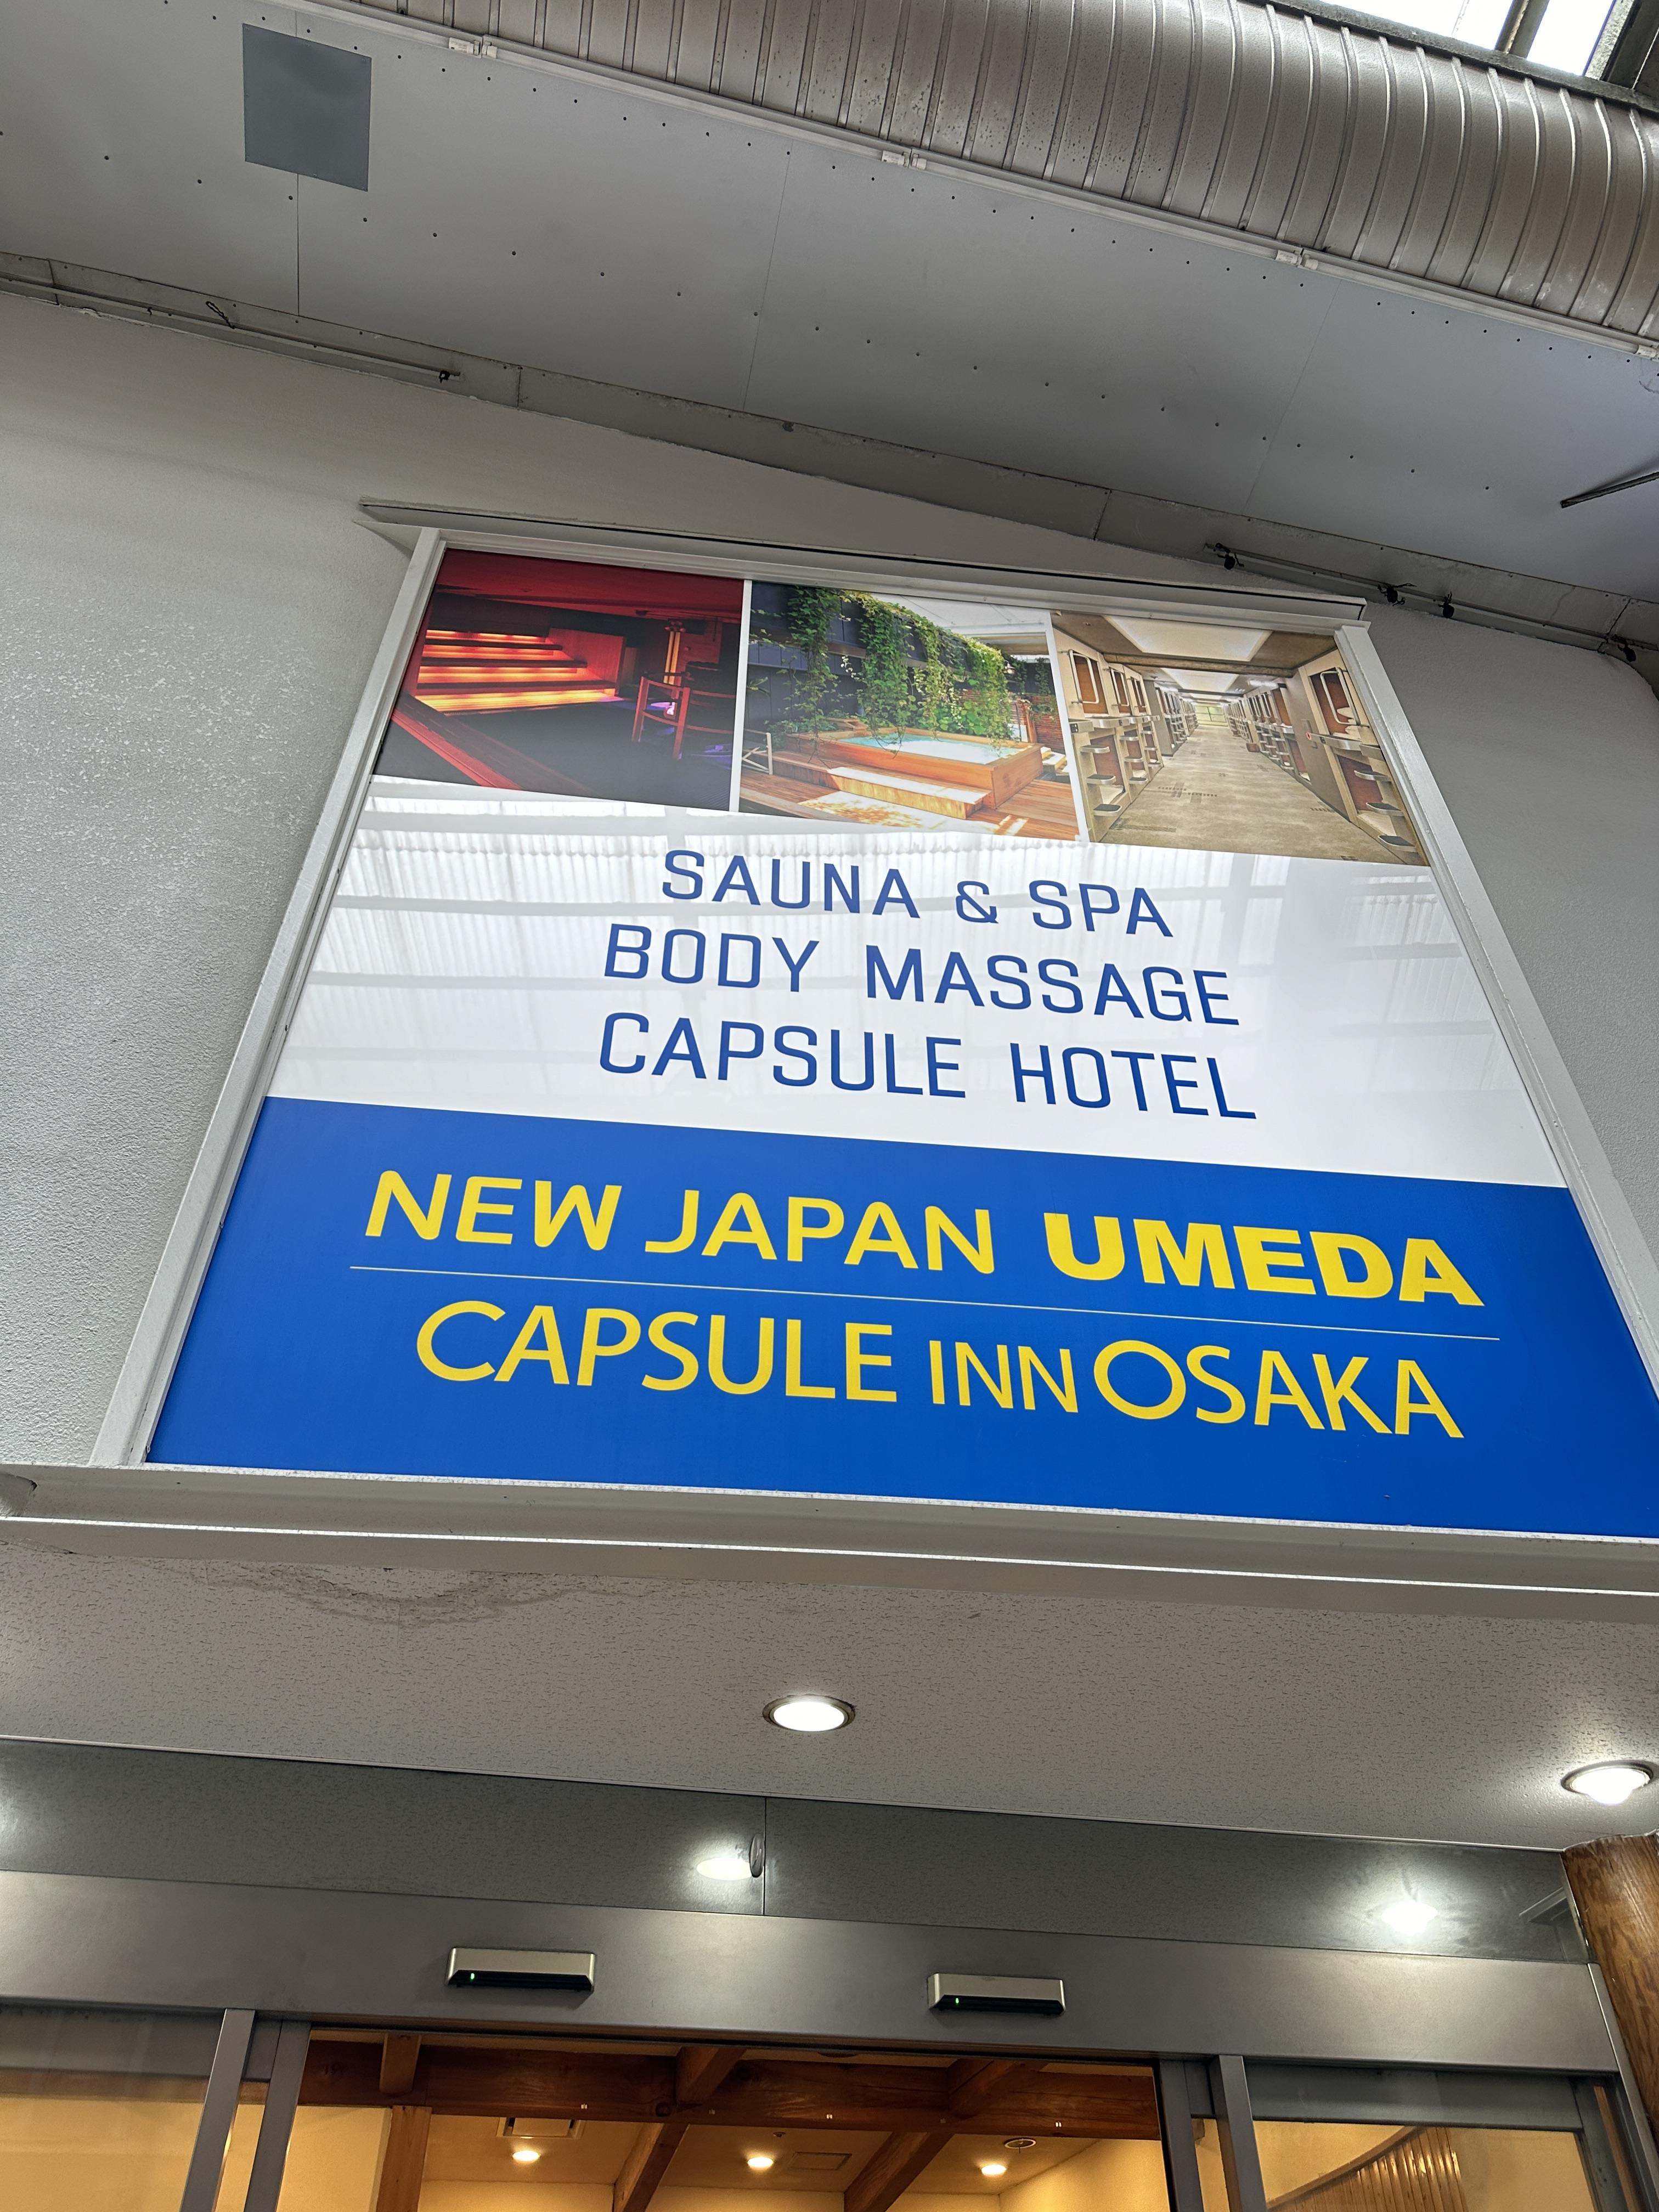 SAUNA & SPA
BODY MASSAGE
CAPSULE HOTEL
NEW JAPAN UMEDA
CAPSULE INN OSAKA